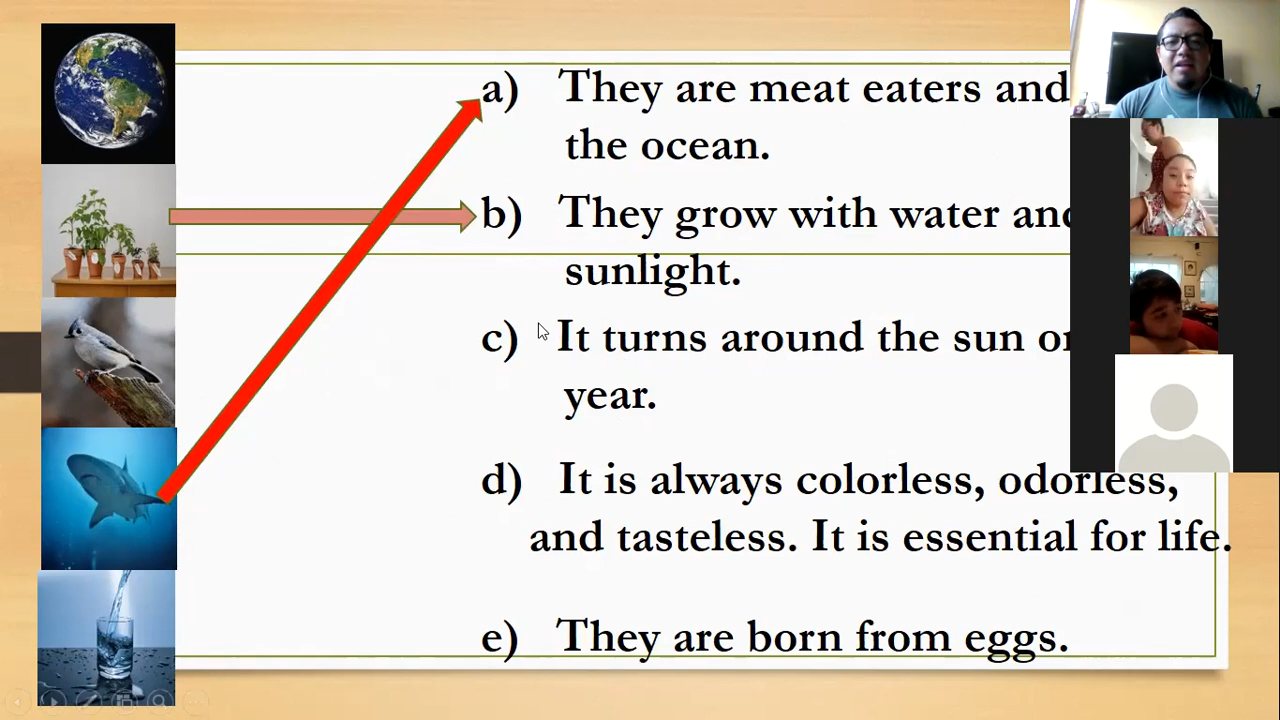 a) They are meat eaters and
the ocean.
b) They grow with water and
sunlight.
c) It turns around the sun
year.
d) It is always colorless, odorless,
and tasteless. It is essential for life.
e) They are born from eggs.